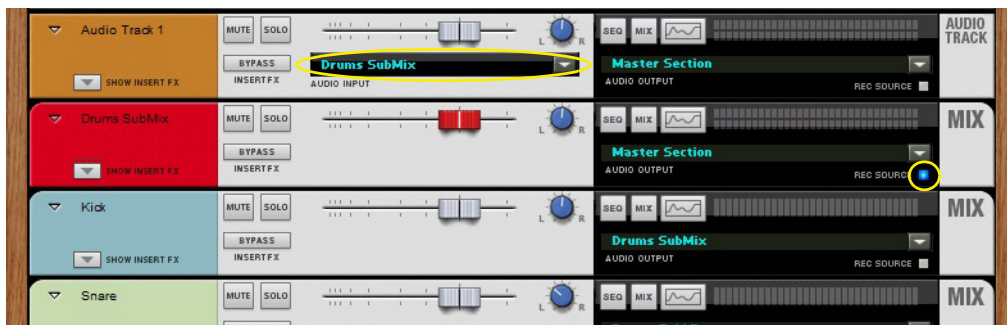 Audio Track 1
MUTE SOLO
L R
SEQ MIX
AUDIO TRACK
BYPASS
INSERT FX
Drums SubMix
AUDIO INPUT
Master Section
AUDIO OUTPUT
SHOW INSERT FX
REC SOURCE
Drums SubMix
MUTE SOLO
L R
SEQ MIX
MIX
BYPASS
INSERT FX
Master Section
AUDIO OUTPUT
SHOW INSERT FX
REC SOURCE
Kick
MUTE SOLO
L R
SEQ MIX
MIX
BYPASS
INSERT FX
Drums SubMix
AUDIO OUTPUT
SHOW INSERT FX
REC SOURCE
Snare
MUTE SOLO
L R
SEQ MIX
MIX